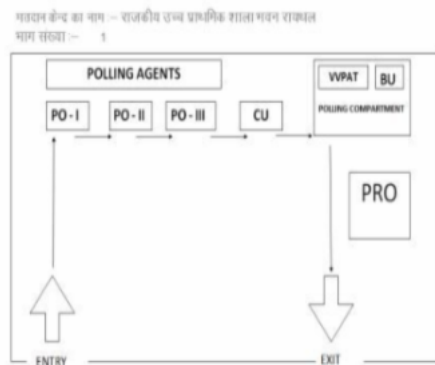 मतदान केन्द्र का नाम :- राजकीय उच्च प्राथमिक शाला भवन रायथल
भाग संख्या :- 1
POLLING AGENTS
VVPAT BU
POLLING COMPARTMENT
PO - I PO - II PO - III CU
PRO
ENTRY EXIT